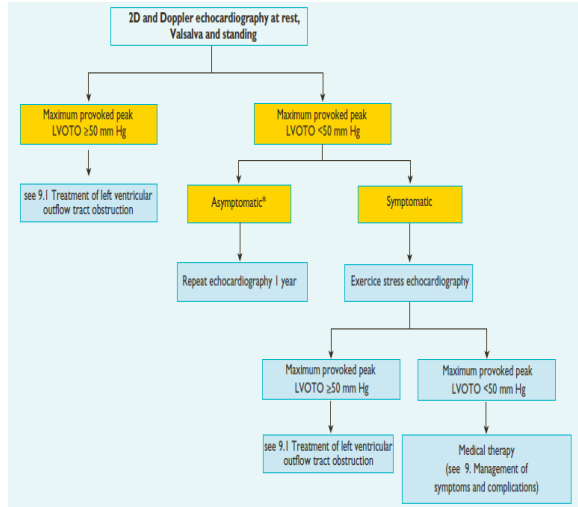 2D and Doppler echocardiography at rest,
Valsalva and standing
Maximum provoked peak
LVOTO ≥50 mm Hg
Maximum provoked peak
LVOTO <50 mm Hg
see 9.1 Treatment of left ventricular
outflow tract obstruction
Asymptomatic*
Symptomatic
Repeat echocardiography 1 year
Exercice stress echocardiography
Maximum provoked peak
LVOTO ≥50 mm Hg
Maximum provoked peak
LVOTO <50 mm Hg
see 9.1 Treatment of left ventricular
outflow tract obstruction
Medical therapy
(see 9. Management of
symptoms and complications)